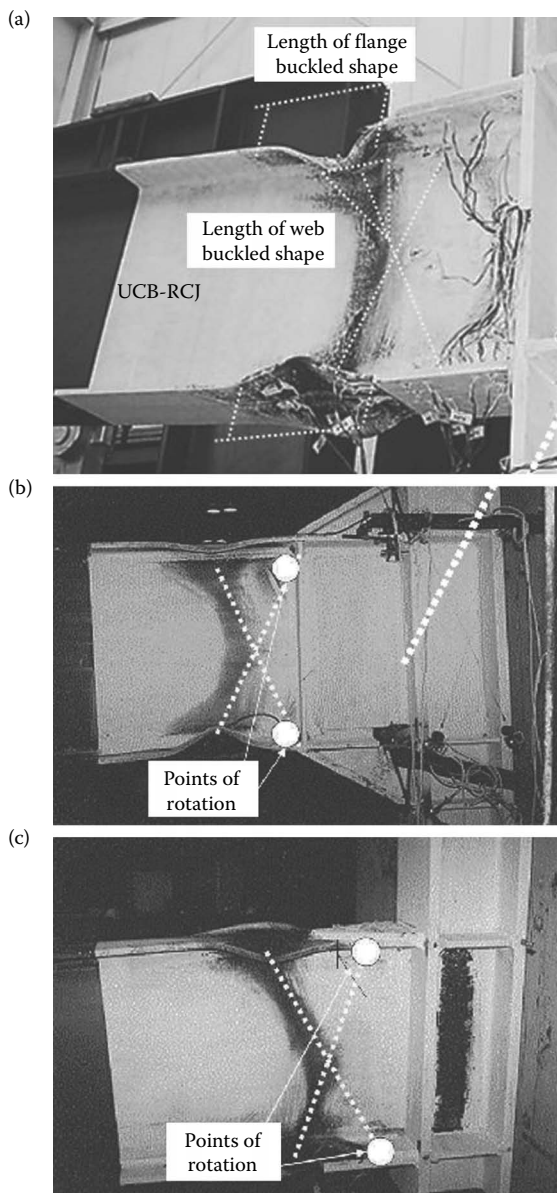 (a)
Length of flange
buckled shape
Length of web
buckled shape
UCB-RCJ
(b)
Points of
rotation
(c)
Points of
rotation